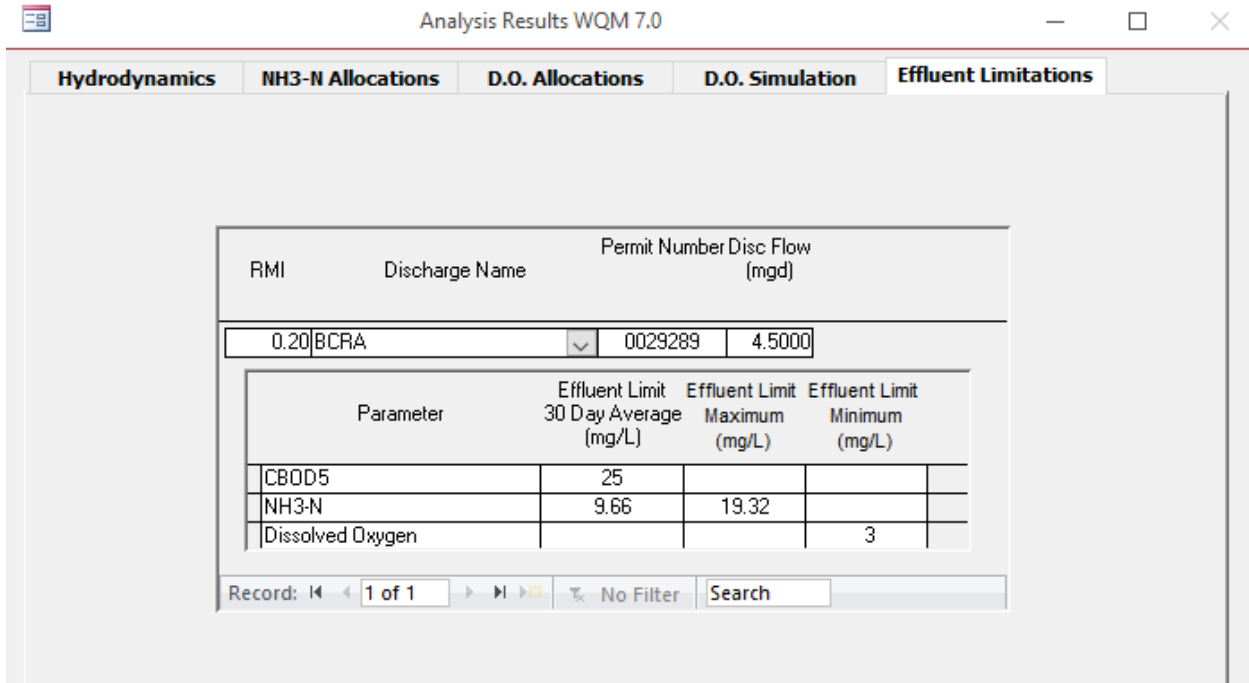 Analysis Results WQM 7.0
Hydrodynamics NH3-N Allocations D.O. Allocations D.O. Simulation Effluent Limitations
RMI Discharge Name Permit Number Disc Flow
(mgd)
0.20 BCRA 0029289 4.5000
Parameter Effluent Limit Effluent Limit Effluent Limit
30 Day Average Maximum Minimum
(mg/L) (mg/L) (mg/L)
CBOD5 25
NH3-N 9.66 19.32
Dissolved Oxygen 3
Record: 1 of 1 No Filter Search